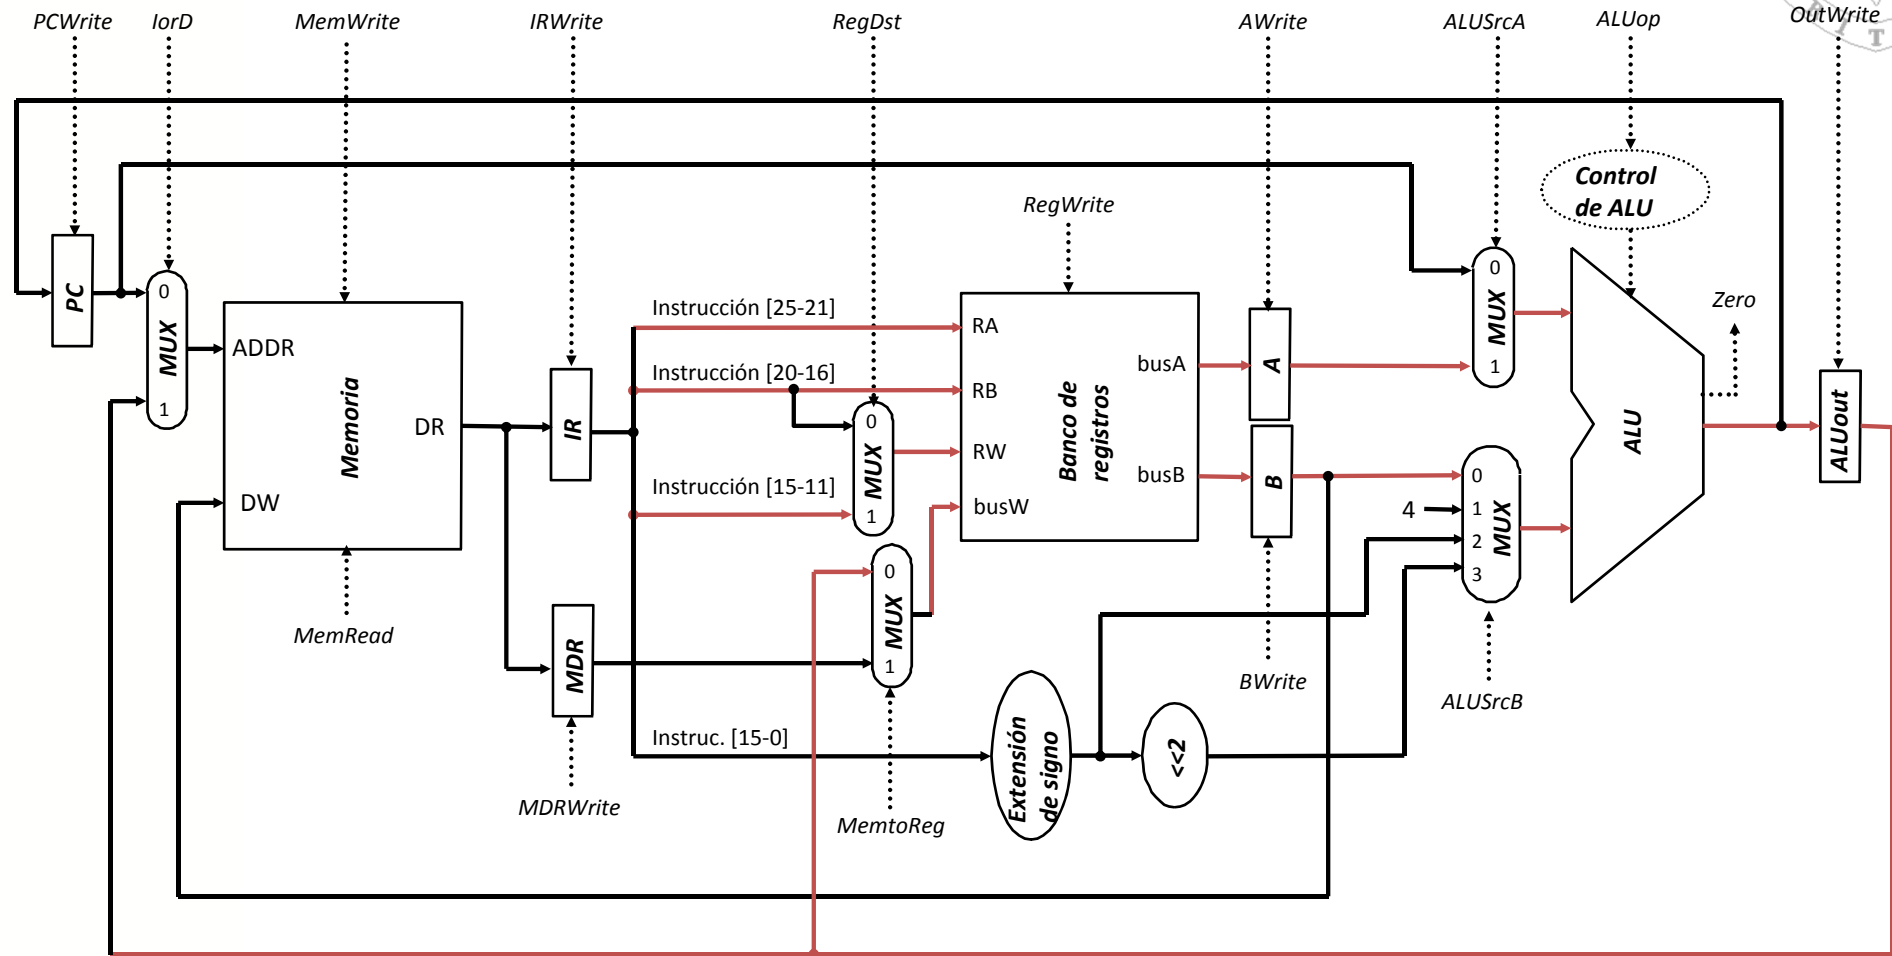 PCWrite
IorD
MemWrite
IRWrite
RegDst
AWrite
ALUSrcA
ALUop
OutWrite
I T
Control
de ALU
RegWrite
PC
0
MUX
1
ADDR
Memoria
DR
DW
MemRead
IR
MDR
MDRWrite
Instrucción [25-21]
Instrucción [20-16]
Instrucción [15-11]
Instruc. [15-0]
0
MUX
1
0
MUX
1
MemtoReg
RA
RB
RW
busW
Banco de
registros
busA
busB
A
B
BWrite
Extensión
de signo
<<2
0
MUX
1
4
0
1
2
3
MUX
ALUSrcB
ALU
Zero
ALUout